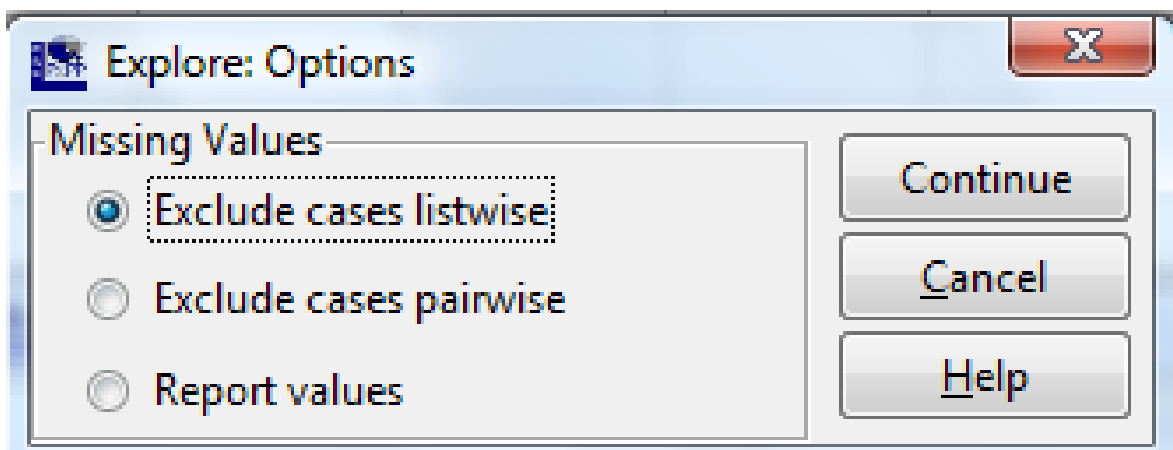 Explore: Options
Missing Values
Exclude cases listwise
Exclude cases pairwise
Report values
Continue
Cancel
Help